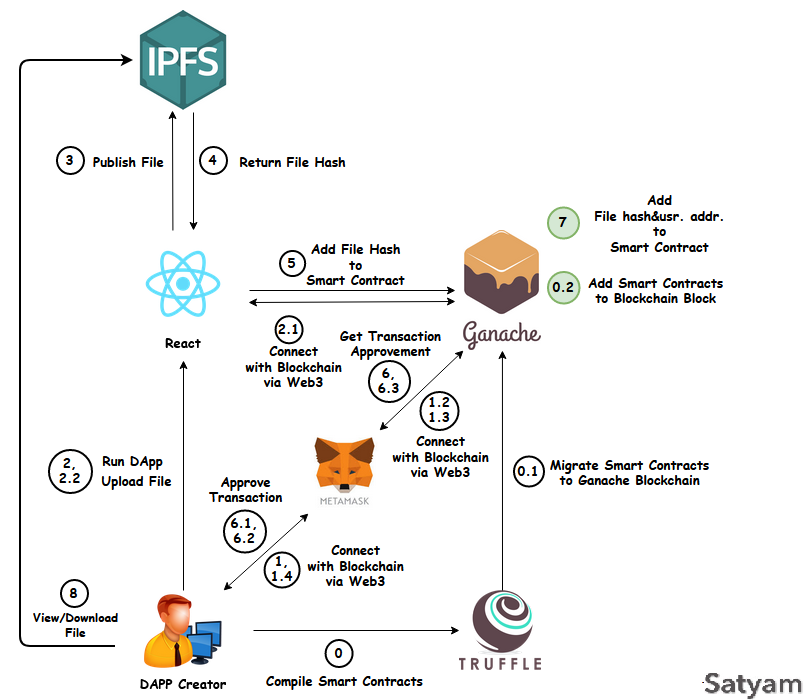 IPFS
3 Publish File
4 Return File Hash
7
Add
File hash&usr. addr.
to
Smart Contract
5
Add File Hash
to
Smart Contract
0.2
Add Smart Contracts
to Blockchain Block
React
Ganache
2.1
Connect
with Blockchain
via Web3
Get Transaction
Approvement
6,
6.3
1.2
1.3
Connect
with Blockchain
via Web3
2,
2.2
Run DApp
Upload File
METAMASK
0.1
Migrate Smart Contracts
to Ganache Blockchain
Approve
Transaction
6.1,
6.2
1,
1.4
Connect
with Blockchain
via Web3
8
View/Download
File
DAPP Creator
0
Compile Smart Contracts
TRUFFLE
Satyam